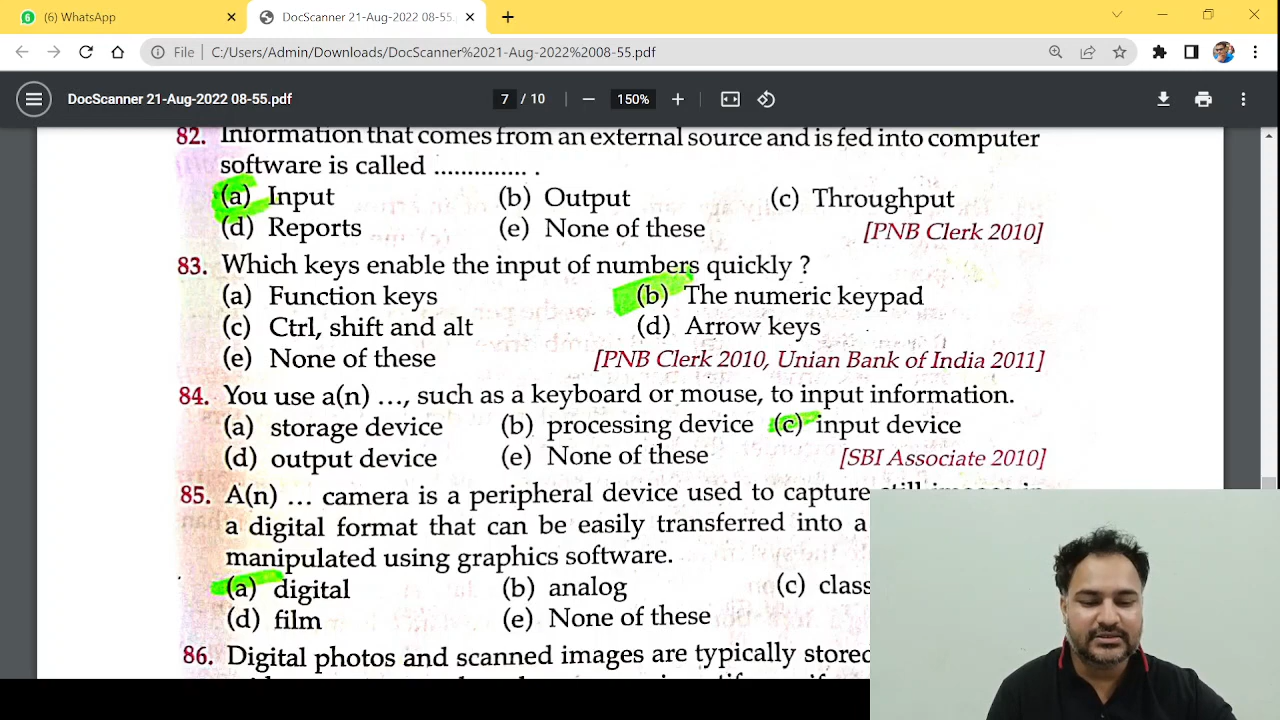 (6) WhatsApp
DocScanner 21-Aug-2022 08-55.
File C:/Users/Admin/Downloads/DocScanner%2021-Aug-2022%2008-55.pdf
DocScanner 21-Aug-2022 08-55.pdf 7 / 10 150%
82. Information that comes from an external source and is fed into computer
software is called .............. .
(a) Input (b) Output (c) Throughput
(d) Reports (e) None of these [PNB Clerk 2010]
83. Which keys enable the input of numbers quickly ?
(a) Function keys (b) The numeric keypad
(c) Ctrl, shift and alt (d) Arrow keys
(e) None of these [PNB Clerk 2010, Unian Bank of India 2011]
84. You use a(n) ..., such as a keyboard or mouse, to input information.
(a) storage device (b) processing device (c) input device
(d) output device (e) None of these [SBI Associate 2010]
85. A(n) ... camera is a peripheral device used to capture still images in
a digital format that can be easily transferred into a
manipulated using graphics software.
(a) digital (b) analog (c) class
(d) film (e) None of these
86. Digital photos and scanned images are typically stored